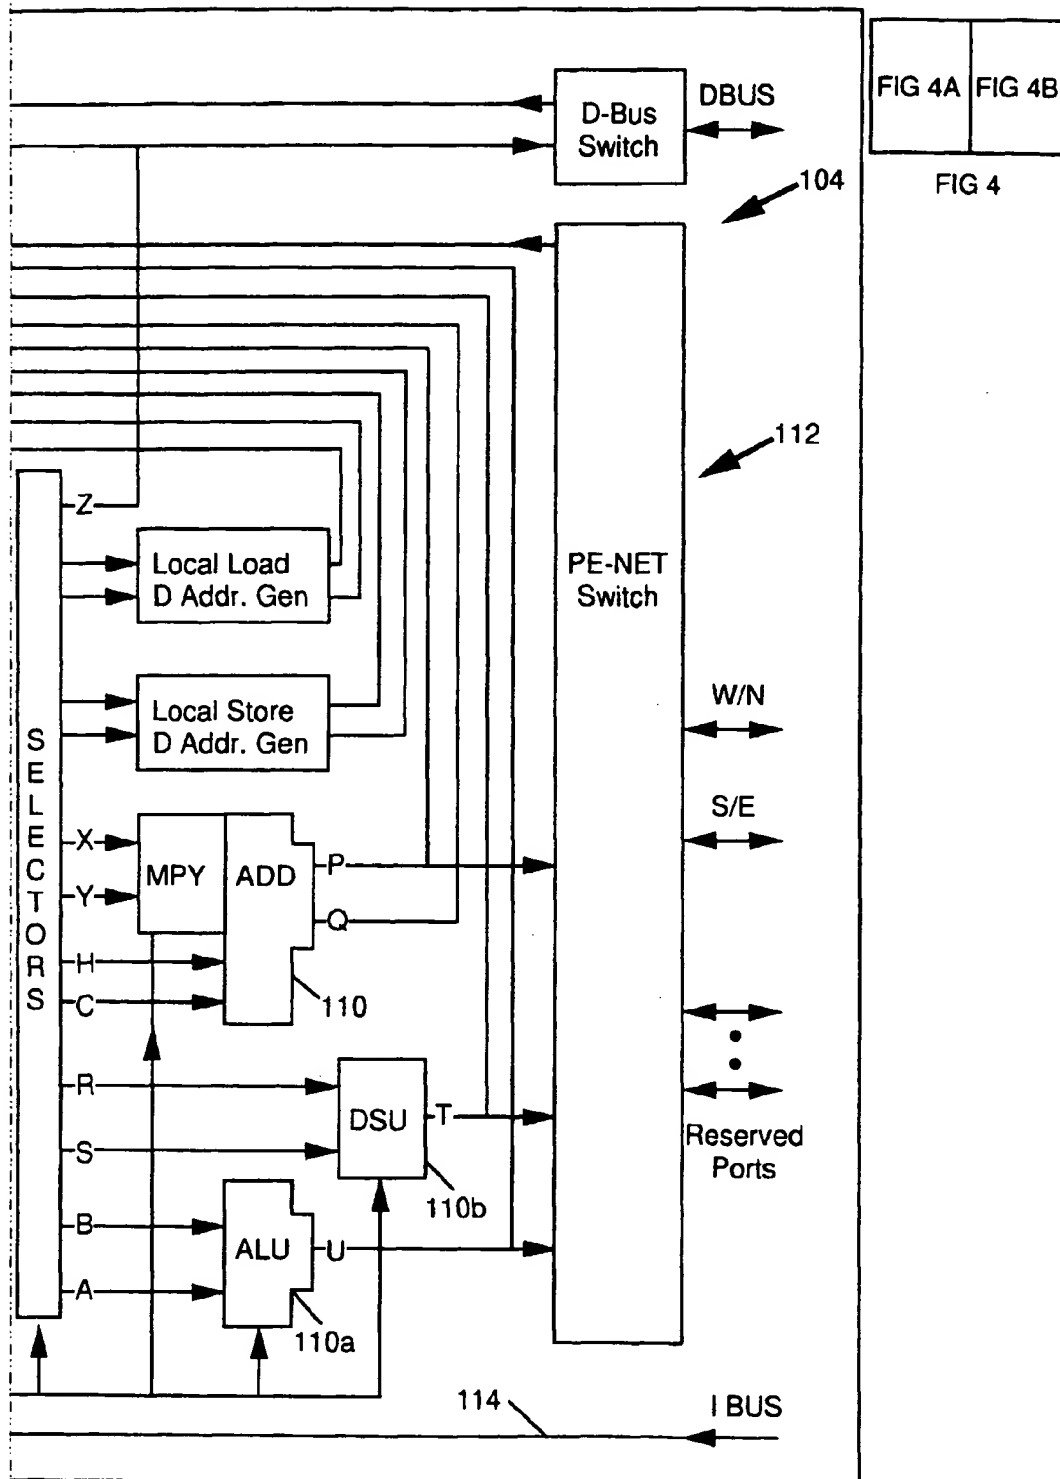 FIG 4A
FIG 4B
FIG 4
D-Bus
Switch
DBUS
104
112
PE-NET
Switch
SELECTORS
Z
Local Load
D Addr. Gen
Local Store
D Addr. Gen
W/N
S/E
X
Y
H
C
MPY
ADD
P
Q
110
R
S
DSU
T
110b
Reserved
Ports
B
A
ALU
U
110a
114
I BUS